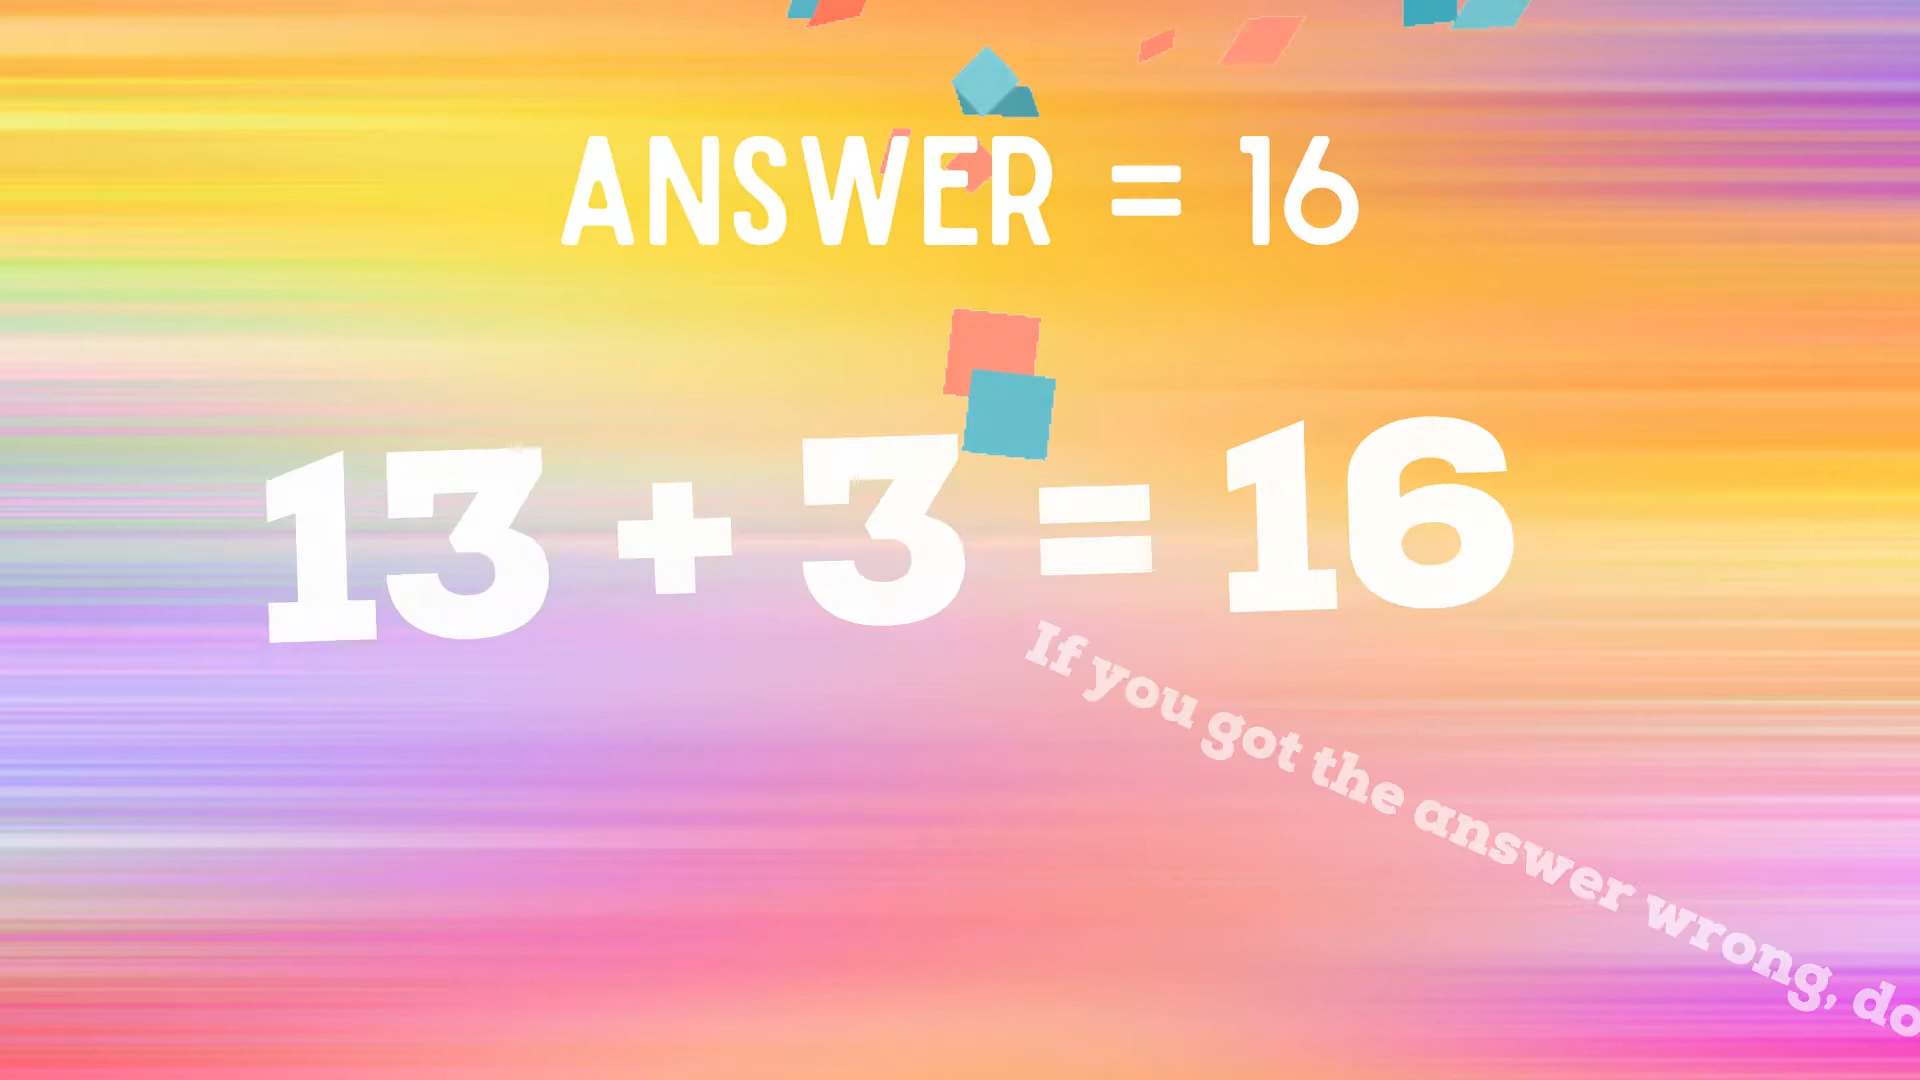 ANSWER = 16
13 + 3 = 16
If you got the answer wrong, do